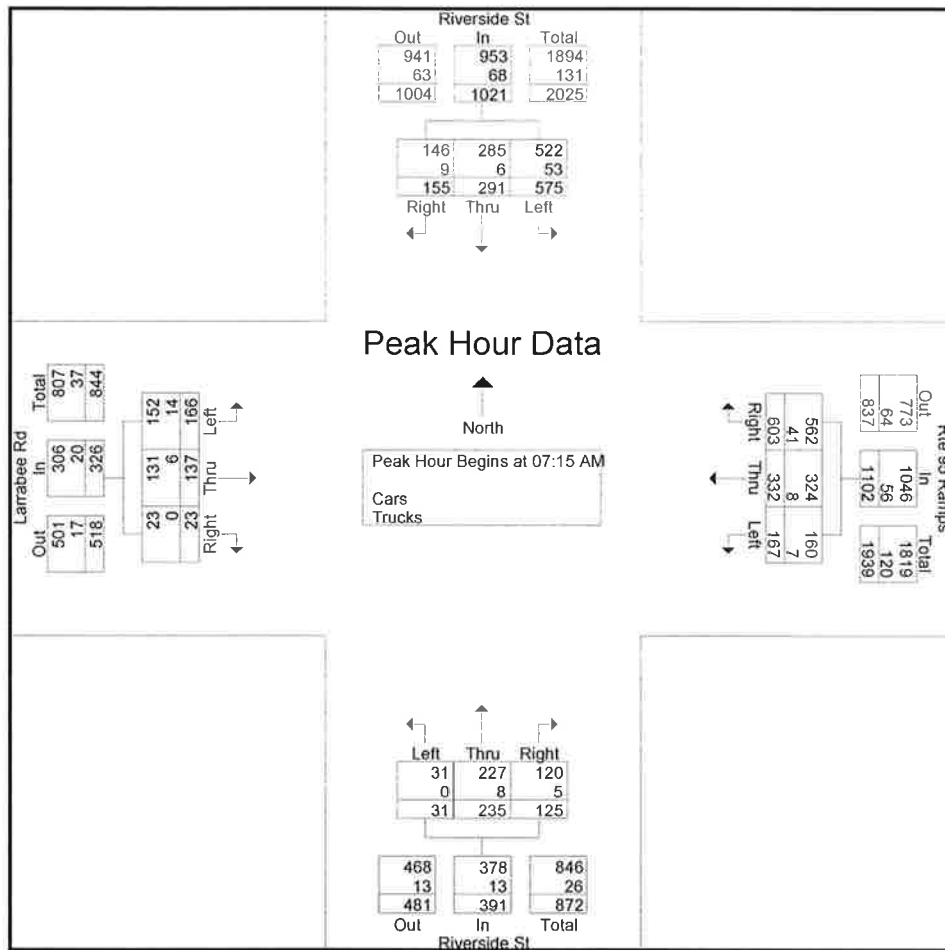 Riverside St
Out In Total
941 953 1894
63 68 131
1004 1021 2025
146 285 522
9 6 53
155 291 575
Right Thru Left
Peak Hour Data
North
Peak Hour Begins at 07:15 AM
Cars
Trucks
Larrabee Rd
Out In Total
501 306 807
17 20 37
518 326 844
Left Thru Right
152 131 23
14 6 0
166 137 23
Rte 95 Ramps
Out In Total
773 1046 1819
64 56 120
837 1102 1939
562 324 160
41 8 7
603 332 167
Right Thru Left
Left Thru Right
31 227 120
0 8 5
31 235 125
468 378 846
13 13 26
481 391 872
Out In Total
Riverside St